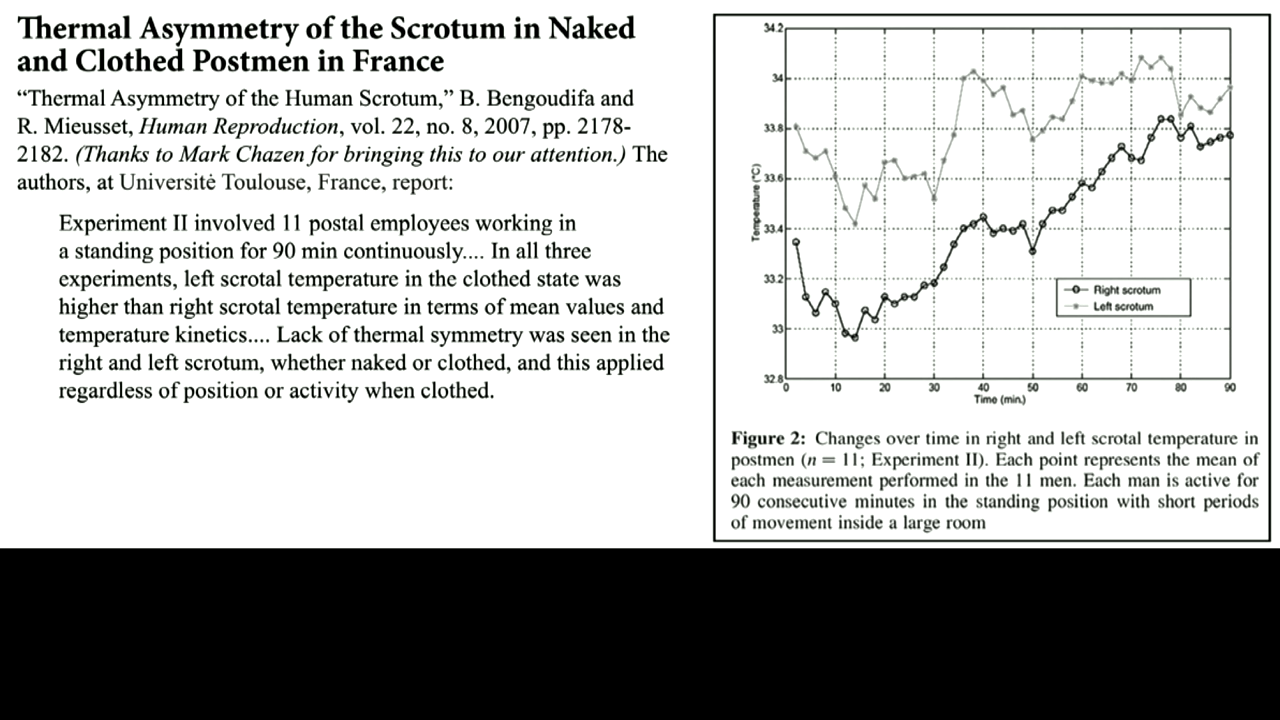 Thermal Asymmetry of the Scrotum in Naked
and Clothed Postmen in France
“Thermal Asymmetry of the Human Scrotum,” B. Bengoudifa and
R. Mieusset, Human Reproduction, vol. 22, no. 8, 2007, pp. 2178-
2182. (Thanks to Mark Chazen for bringing this to our attention.) The
authors, at Universitė Toulouse, France, report:
Experiment II involved 11 postal employees working in
a standing position for 90 min continuously.... In all three
experiments, left scrotal temperature in the clothed state was
higher than right scrotal temperature in terms of mean values and
temperature kinetics.... Lack of thermal symmetry was seen in the
right and left scrotum, whether naked or clothed, and this applied
regardless of position or activity when clothed.
34.2
34
33.8
33.6
33.4
33.2
33
32.8
Temperature (°C)
Right scrotum
Left scrotum
0 10 20 30 40 50 60 70 80 90
Time (min.)
Figure 2: Changes over time in right and left scrotal temperature in
postmen (n = 11; Experiment II). Each point represents the mean of
each measurement performed in the 11 men. Each man is active for
90 consecutive minutes in the standing position with short periods
of movement inside a large room